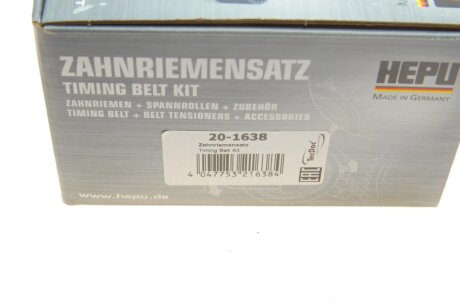 ZAHNRIEMENSATZ
TIMING BELT KIT
ZAHNRIEMEN + SPANNROLLEN + ZUBEHÖR
TIMING BELT + BELT TENSIONERS + ACCESSORIES
HEPU
MADE IN GERMANY
20-1638
Zahnriemensatz
Timing Belt Kit
4 047753 216384
TecDoc
EAC
www.hepu.de